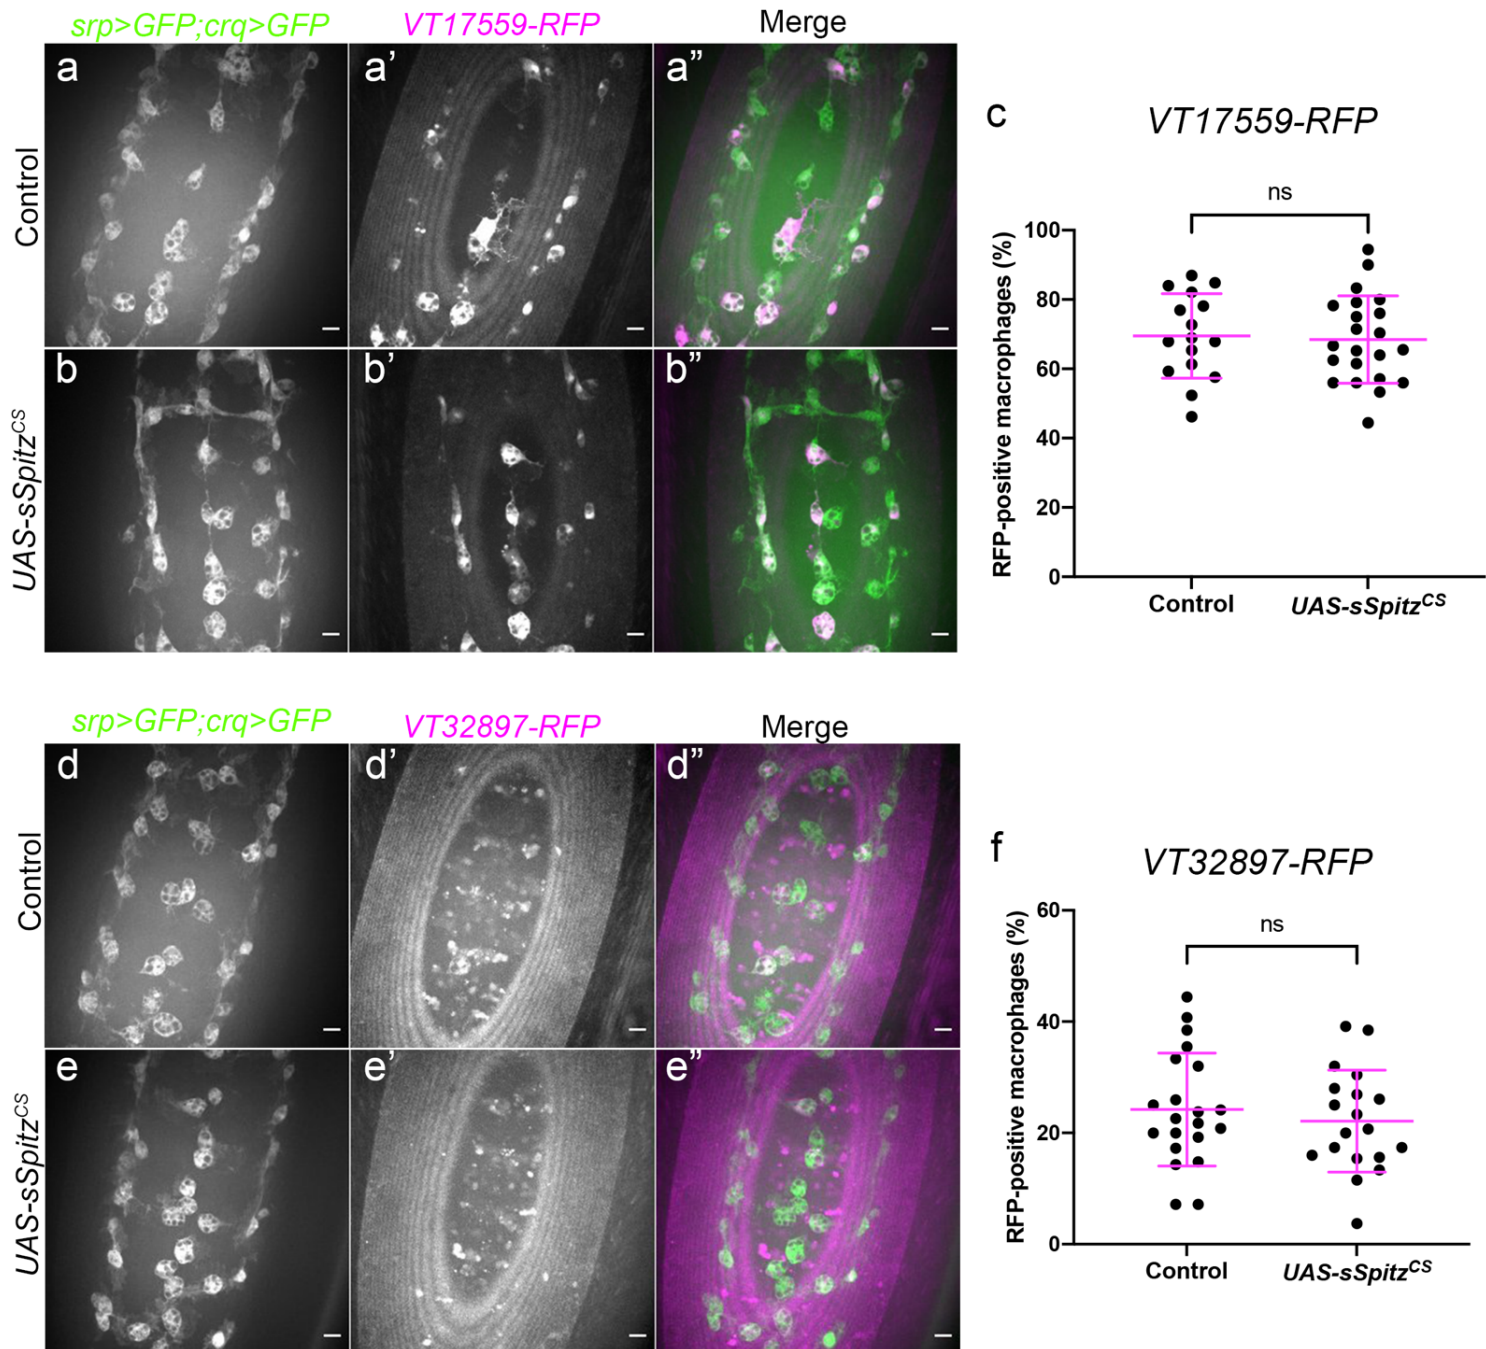 srp>GFP;crq>GFP
VT17559-RFP
Merge
Control
a
a’
a”
UAS-sSpitzCS
b
b’
b”
c
VT17559-RFP
ns
RFP-positive macrophages (%)
100
80
60
40
20
0
Control
UAS-sSpitzCS
srp>GFP;crq>GFP
VT32897-RFP
Merge
Control
d
d’
d”
UAS-sSpitzCS
e
e’
e”
f
VT32897-RFP
ns
RFP-positive macrophages (%)
60
40
20
0
Control
UAS-sSpitzCS